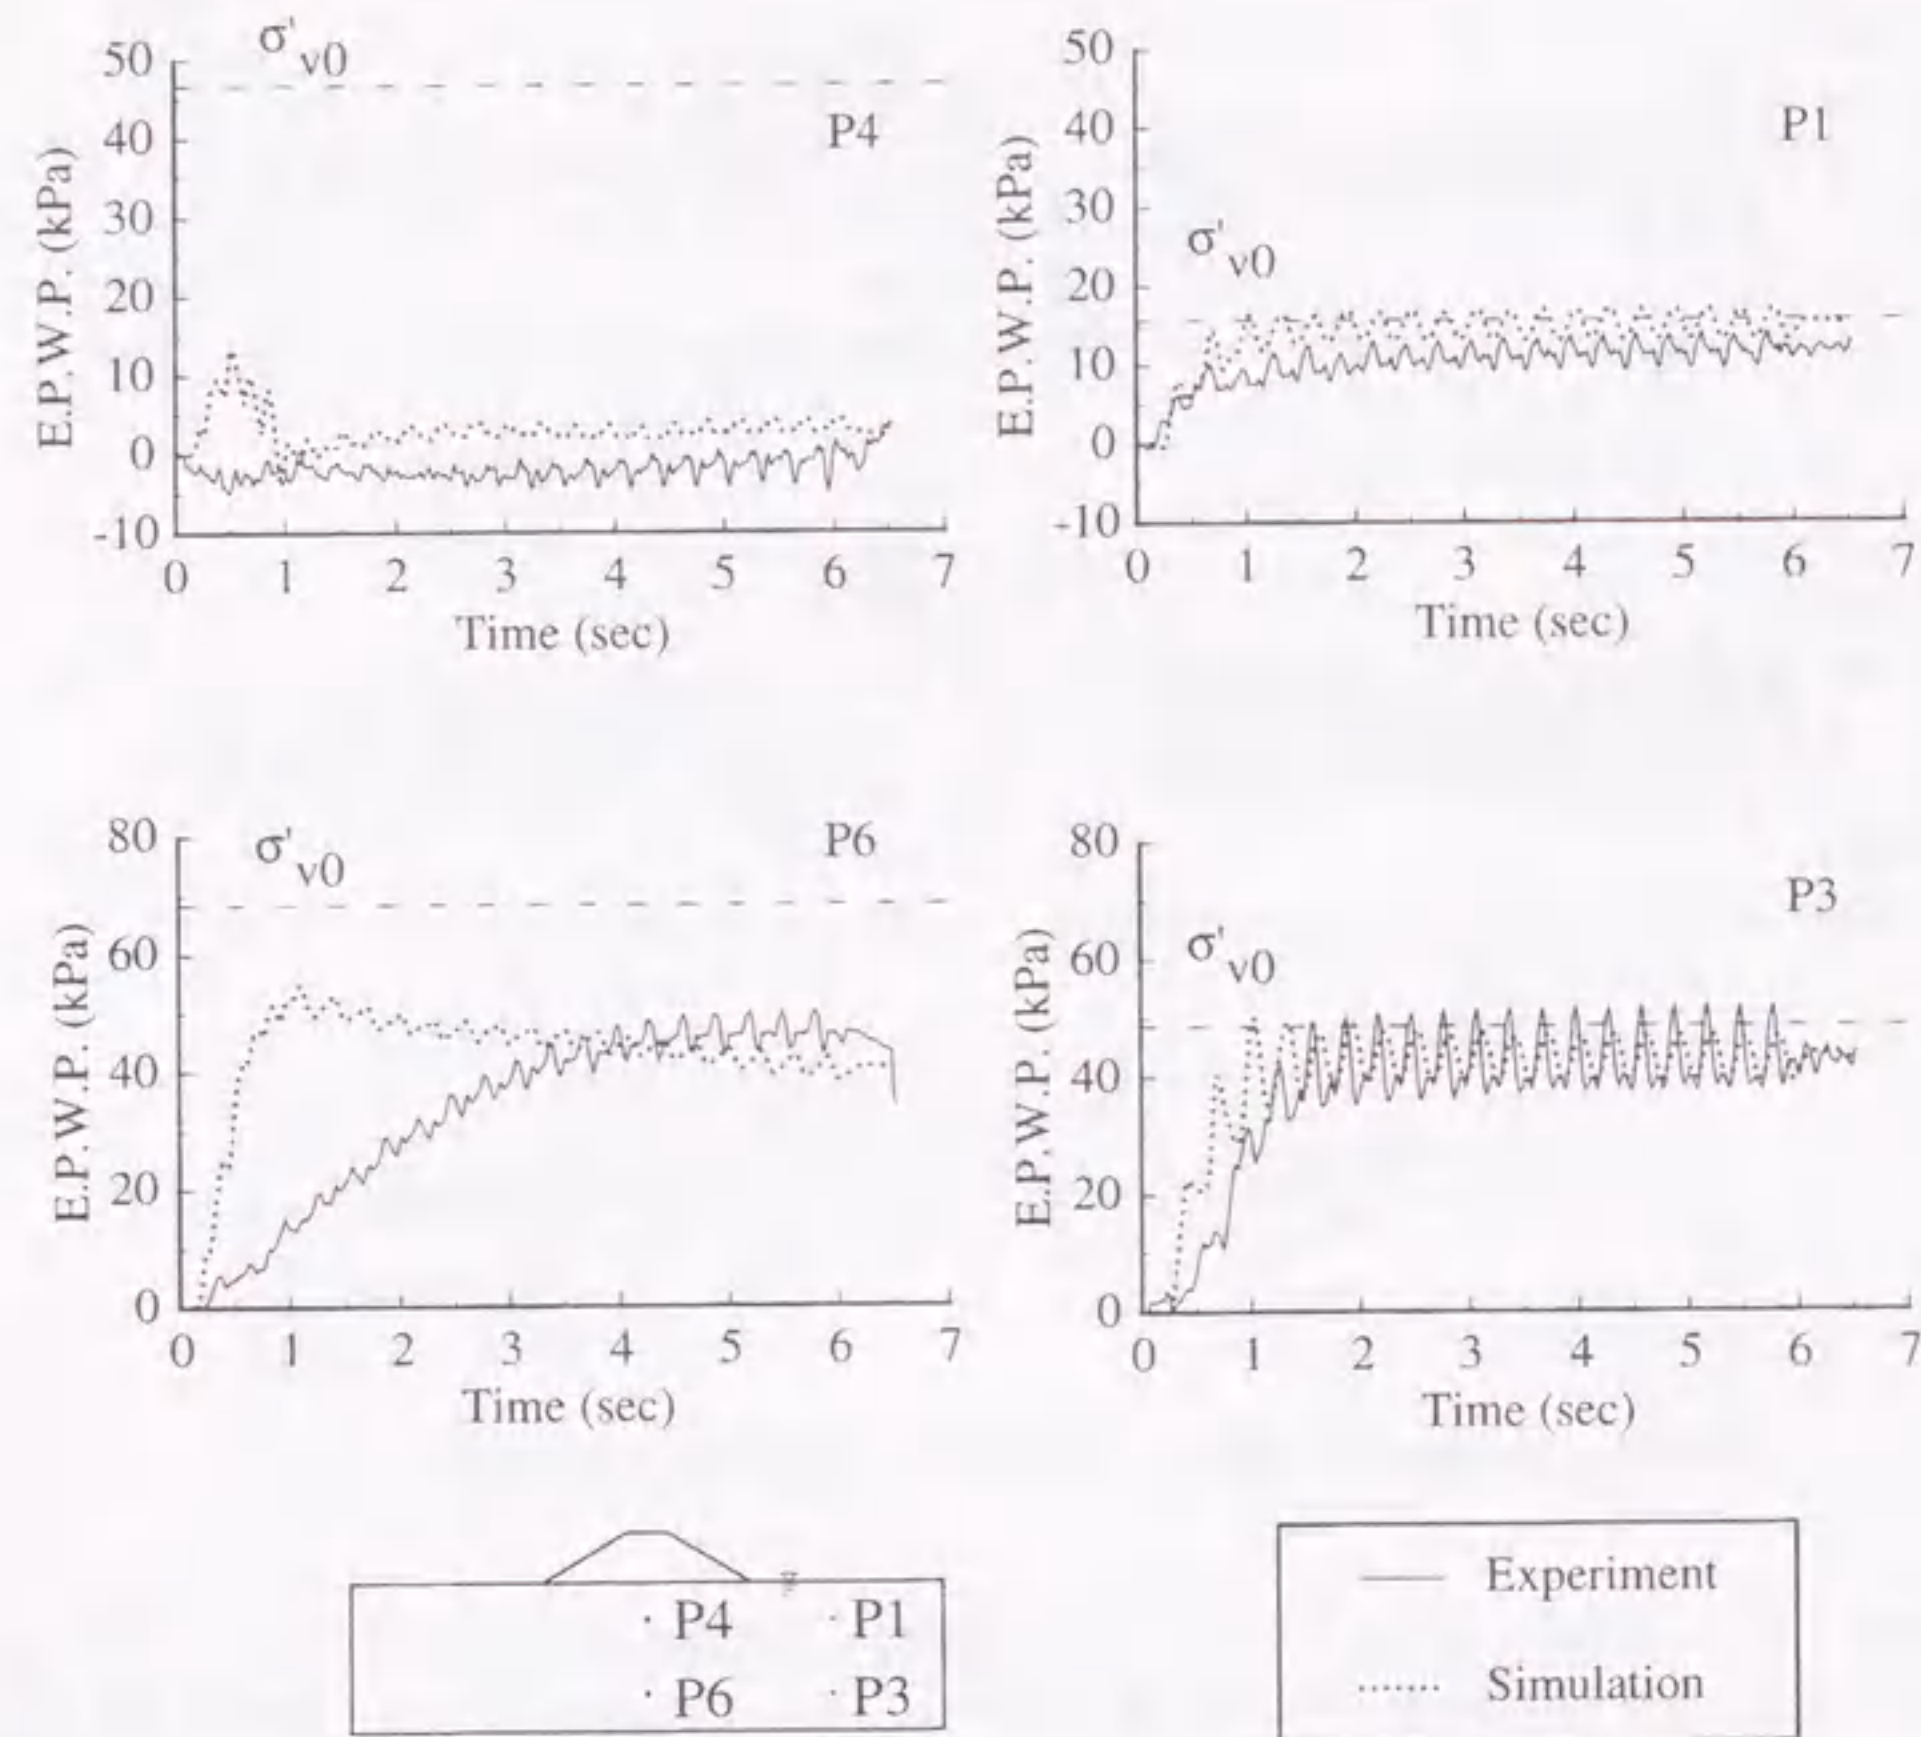 σ'v0
P4
E.P.W.P. (kPa)
50
40
30
20
10
0
-10
0 1 2 3 4 5 6 7
Time (sec)
σ'v0
P1
E.P.W.P. (kPa)
50
40
30
20
10
0
-10
0 1 2 3 4 5 6 7
Time (sec)
σ'v0
P6
E.P.W.P. (kPa)
80
60
40
20
0
0 1 2 3 4 5 6 7
Time (sec)
σ'v0
P3
E.P.W.P. (kPa)
80
60
40
20
0
0 1 2 3 4 5 6 7
Time (sec)
P4 P1
P6 P3
Experiment
Simulation